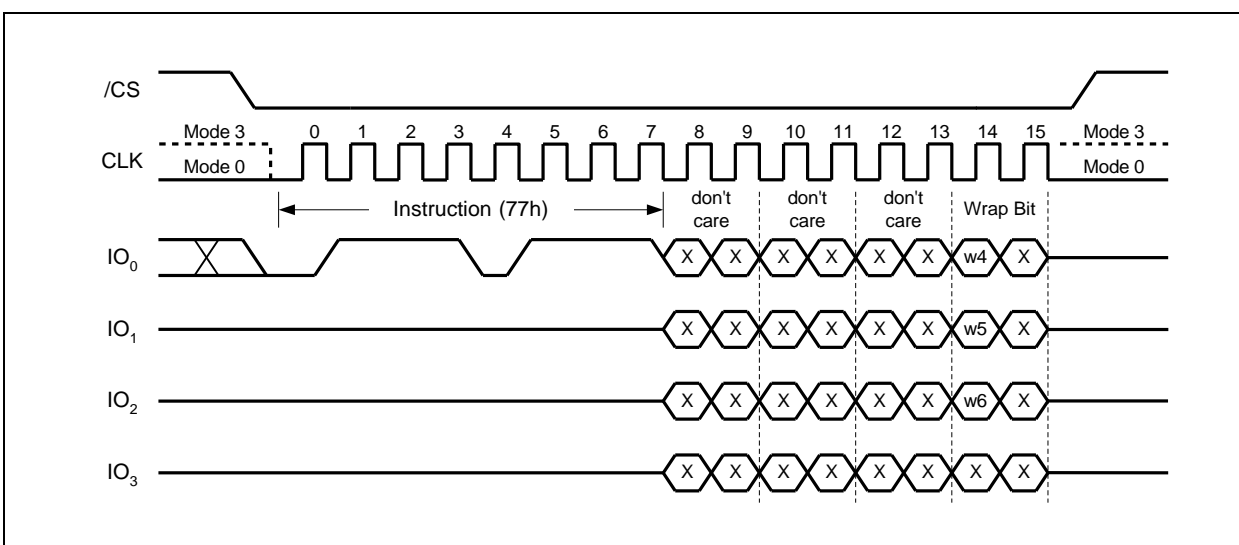 /CS
Mode 3 0 1 2 3 4 5 6 7 8 9 10 11 12 13 14 15 Mode 3
CLK
Mode 0 Mode 0
Instruction (77h) don't care don't care don't care Wrap Bit
IO0 X X X X X X X w4 X
IO1 X X X X X X w5 X
IO2 X X X X X X w6 X
IO3 X X X X X X X X